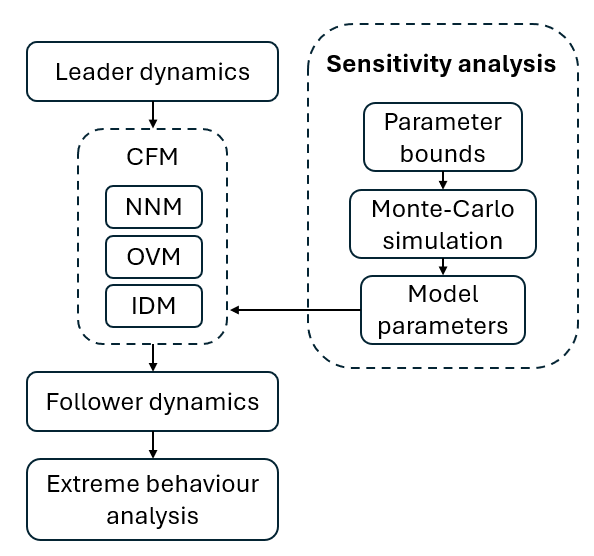 Leader dynamics
CFM
NNM
OVM
IDM
Follower dynamics
Extreme behaviour
analysis
Sensitivity analysis
Parameter
bounds
Monte-Carlo
simulation
Model
parameters